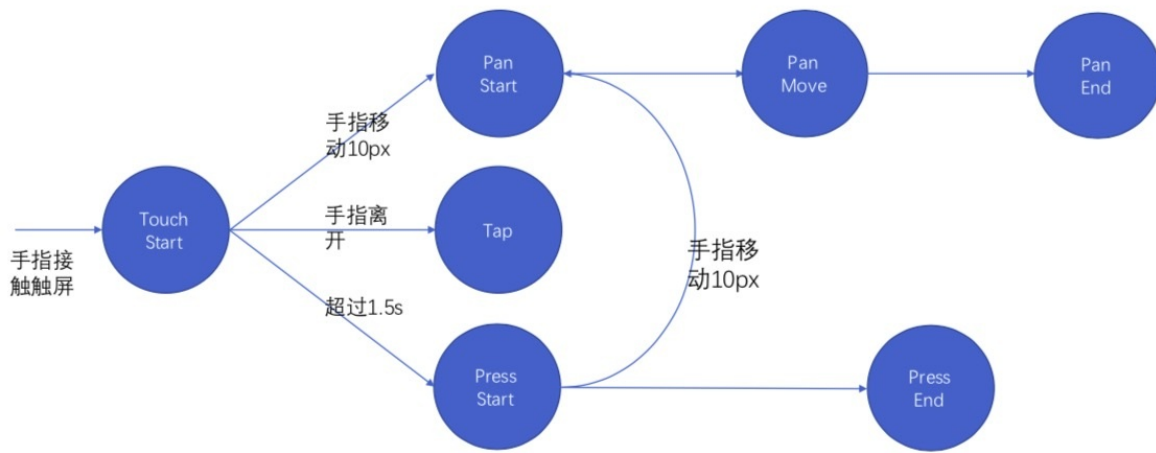 Pan
Start
Pan
Move
Pan
End
手指移
动10px
Touch
Start
手指离
开
Tap
手指接
触触屏
手指移
动10px
超过1.5s
Press
Start
Press
End